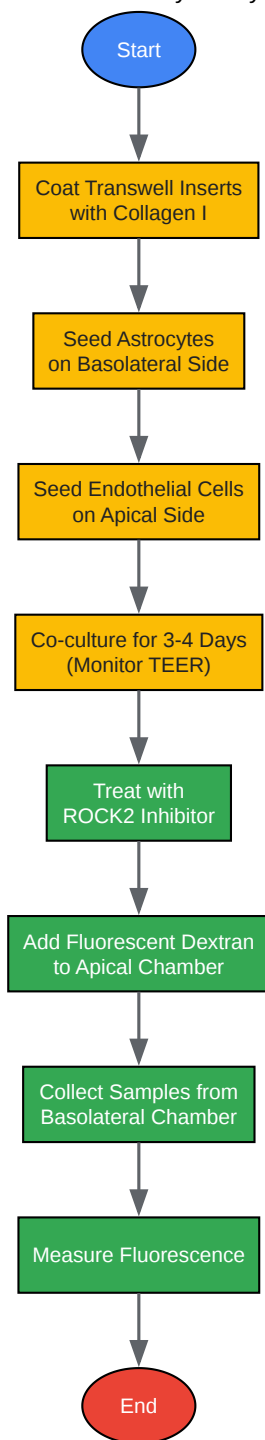 Start
Coat Transwell Inserts
with Collagen I
Seed Astrocytes
on Basolateral Side
Seed Endothelial Cells
on Apical Side
Co-culture for 3-4 Days
(Monitor TEER)
Treat with
ROCK2 Inhibitor
Add Fluorescent Dextran
to Apical Chamber
Collect Samples from
Basolateral Chamber
Measure Fluorescence
End